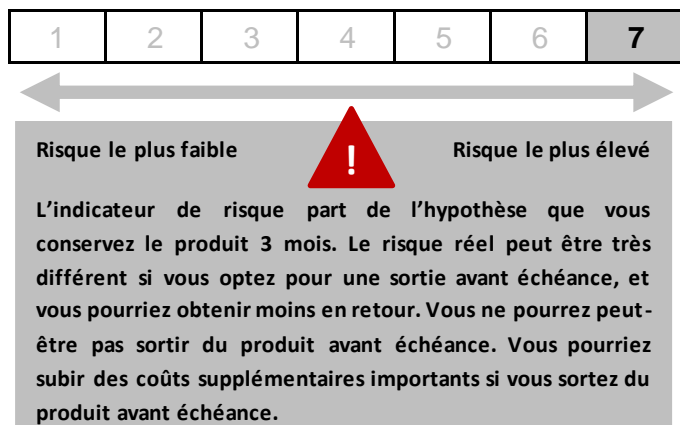 1 2 3 4 5 6 7
!
Risque le plus faible Risque le plus élevé
L’indicateur de risque part de l’hypothèse que vous
conservez le produit 3 mois. Le risque réel peut être très
différent si vous optez pour une sortie avant échéance, et
vous pourriez obtenir moins en retour. Vous ne pourrez peut-
être pas sortir du produit avant échéance. Vous pourriez
subir des coûts supplémentaires importants si vous sortez du
produit avant échéance.